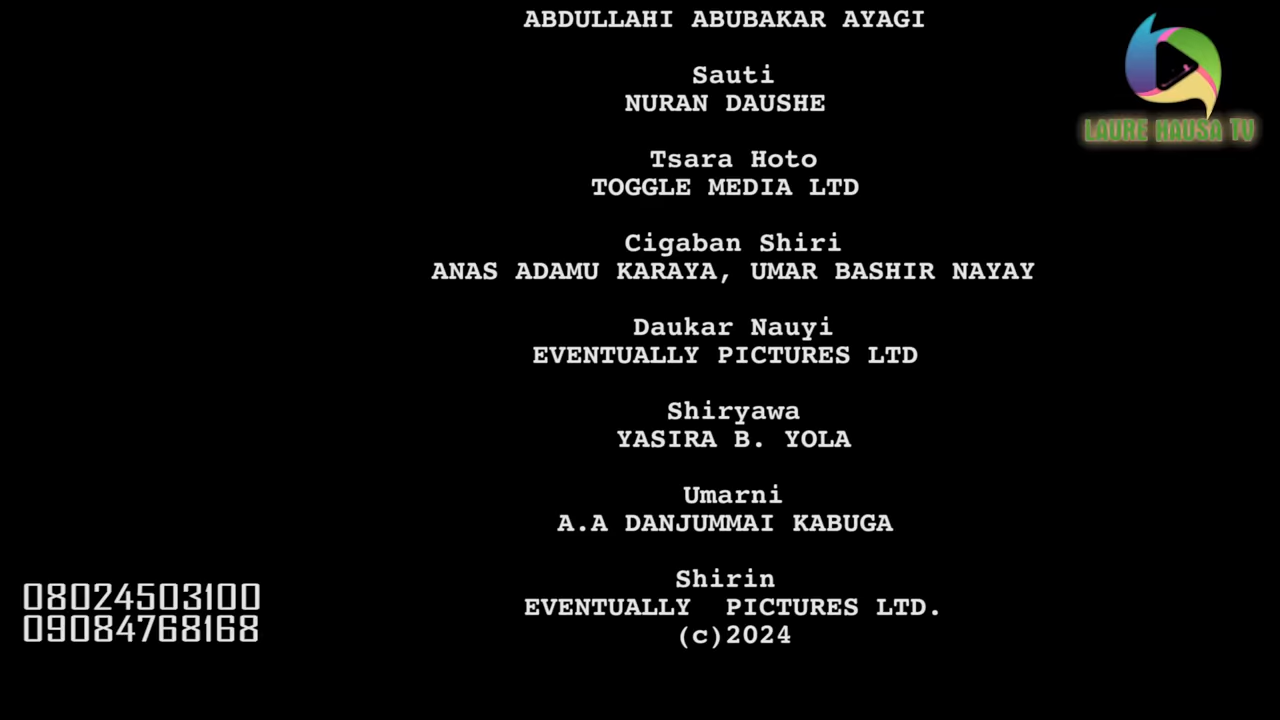 ABDULLAHI ABUBAKAR AYAGI
Sauti
NURAN DAUSHE
Tsara Hoto
TOGGLE MEDIA LTD
Cigaban Shiri
ANAS ADAMU KARAYA, UMAR BASHIR NAYAY
Daukar Nauyi
EVENTUALLY PICTURES LTD
Shiryawa
YASIRA B. YOLA
Umarni
A.A DANJUMMAI KABUGA
Shirin
EVENTUALLY PICTURES LTD.
(c)2024
LAURE HAUSA TV
08024503100
09084768168